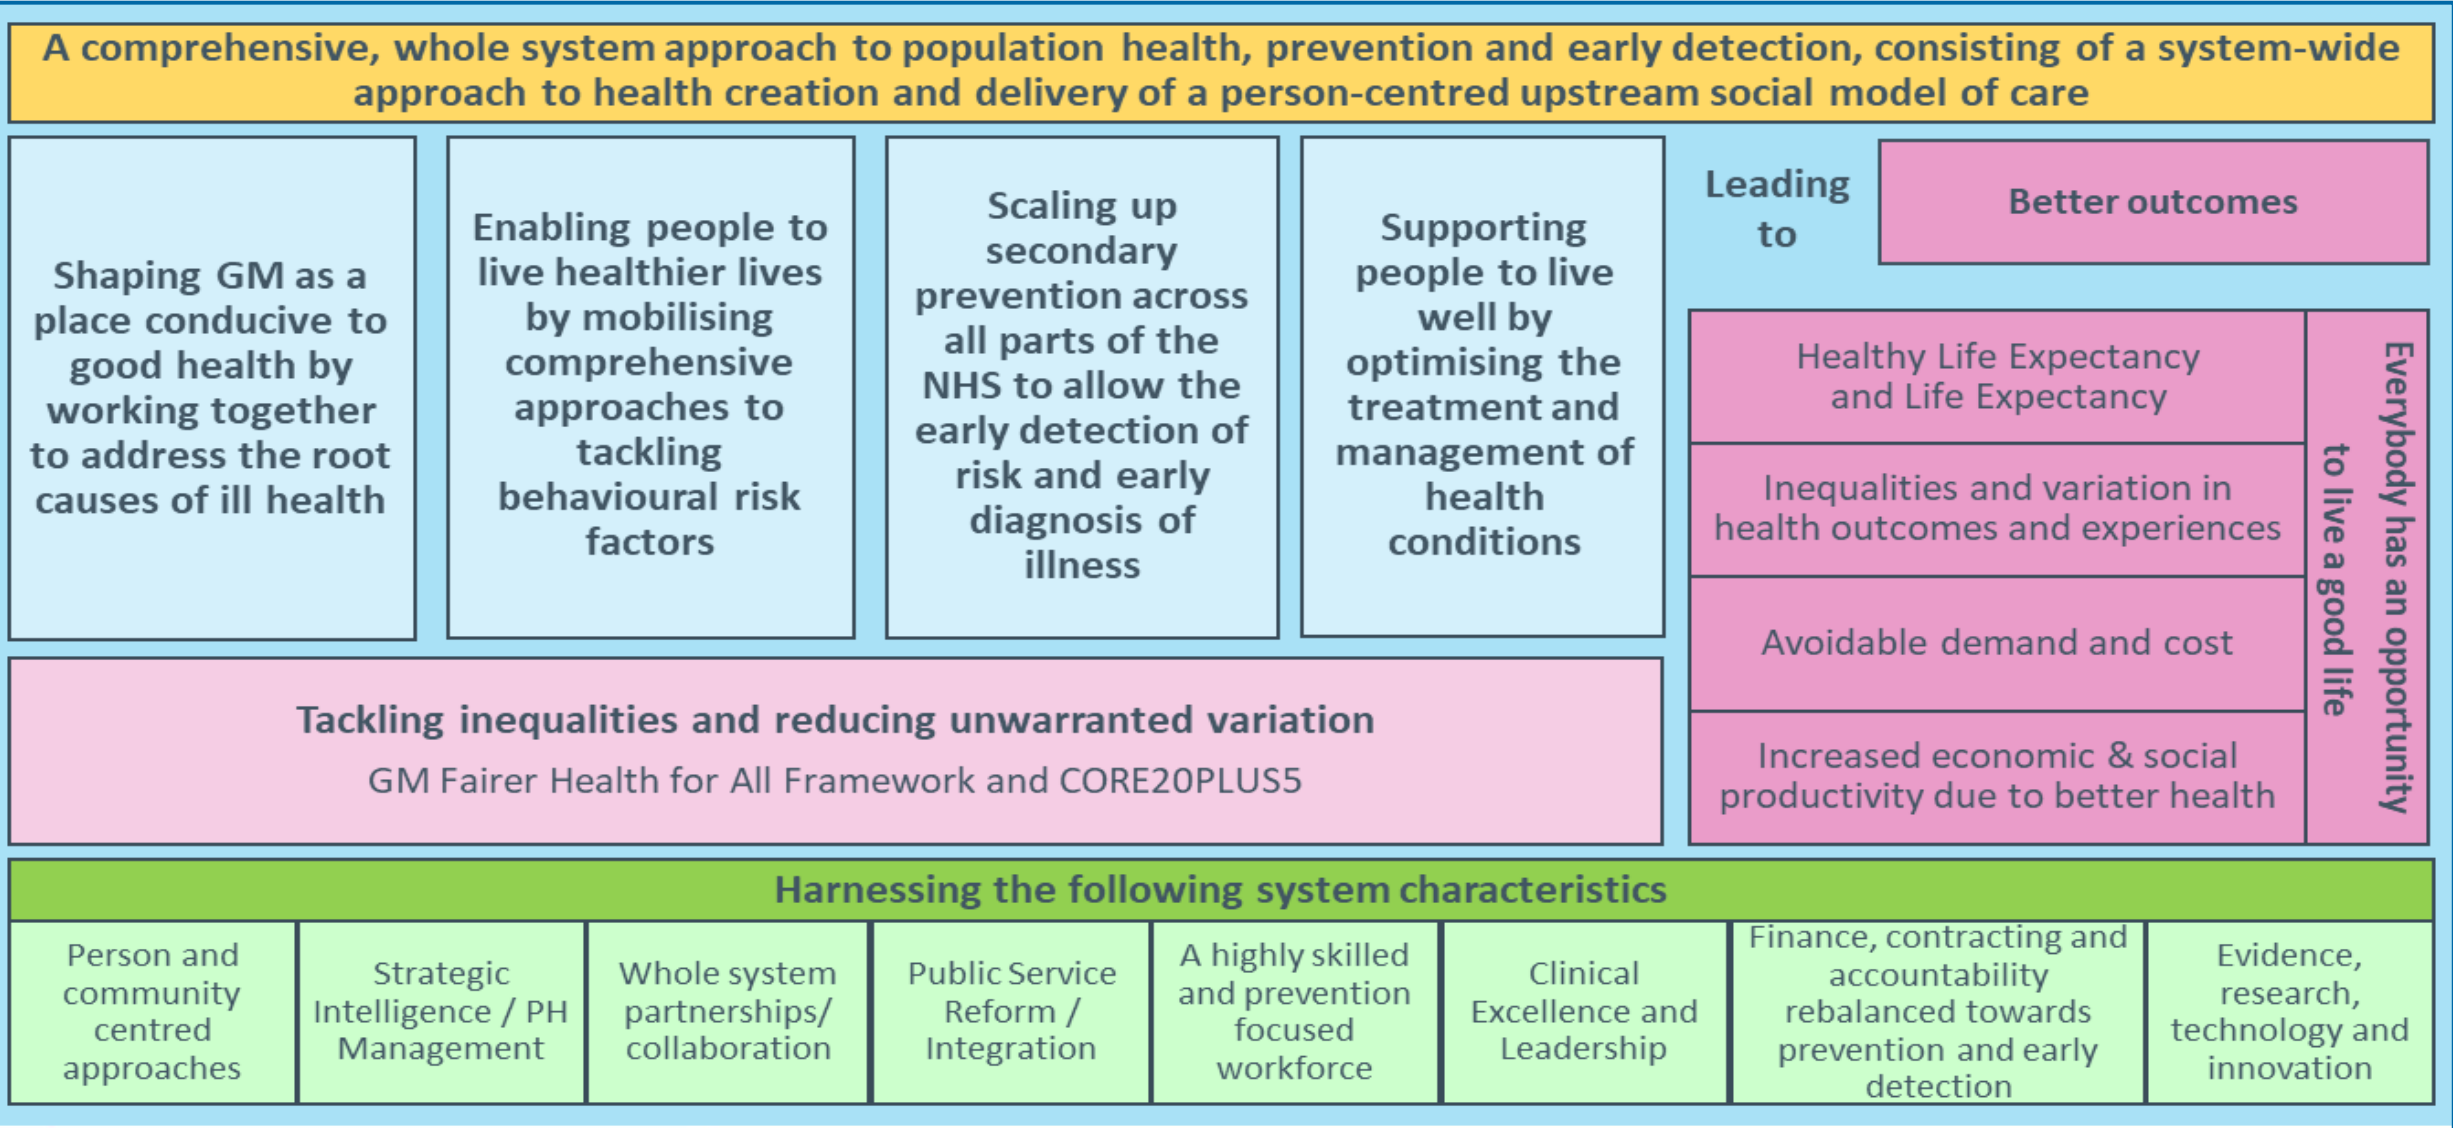 A comprehensive, whole system approach to population health, prevention and early detection, consisting of a system-wide
approach to health creation and delivery of a person-centred upstream social model of care
Shaping GM as a
place conducive to
good health by
working together
to address the root
causes of ill health
Enabling people to
live healthier lives
by mobilising
comprehensive
approaches to
tackling
behavioural risk
factors
Scaling up
secondary
prevention across
all parts of the
NHS to allow the
early detection of
risk and early
diagnosis of
illness
Supporting
people to live
well by
optimising the
treatment and
management of
health
conditions
Leading
to
Better outcomes
Healthy Life Expectancy
and Life Expectancy
Inequalities and variation in
health outcomes and experiences
Avoidable demand and cost
Increased economic & social
productivity due to better health
Everybody has an opportunity
to live a good life
Tackling inequalities and reducing unwarranted variation
GM Fairer Health for All Framework and CORE20PLUS5
Harnessing the following system characteristics
Person and
community
centred
approaches
Strategic
Intelligence / PH
Management
Whole system
partnerships/
collaboration
Public Service
Reform /
Integration
A highly skilled
and prevention
focused
workforce
Clinical
Excellence and
Leadership
Finance, contracting and
accountability
rebalanced towards
prevention and early
detection
Evidence,
research,
technology and
innovation